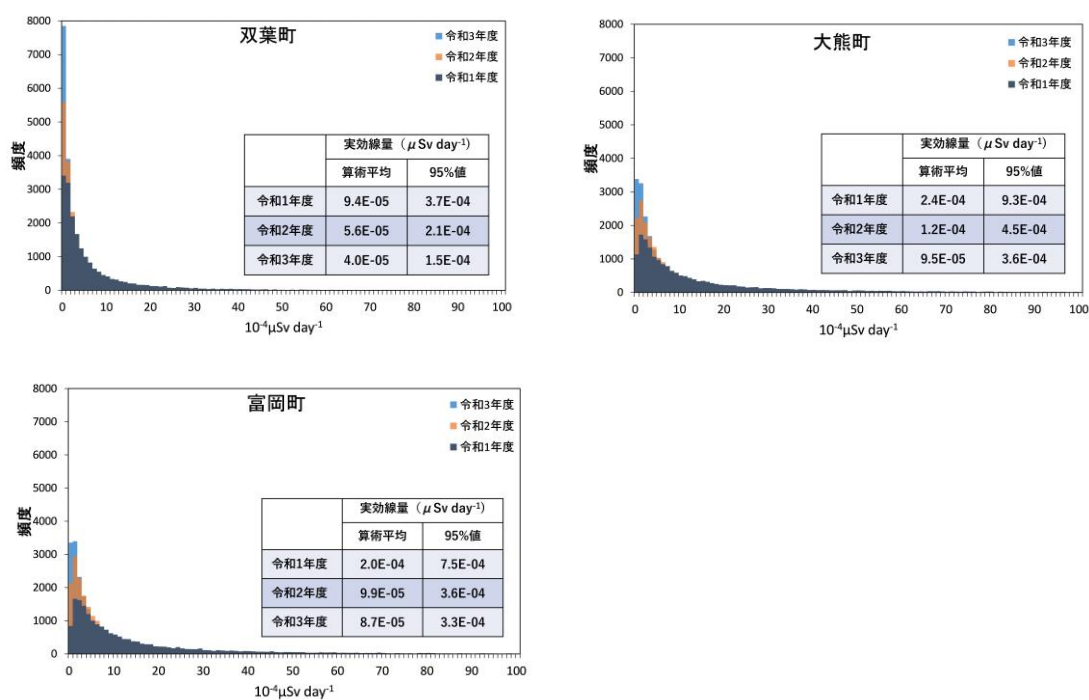 双葉町
令和3年度
令和2年度
令和1年度
8000
7000
6000
5000
4000
3000
2000
1000
0
頻度
実効線量（μSv day-1）
算術平均 95%値
令和1年度 9.4E-05 3.7E-04
令和2年度 5.6E-05 2.1E-04
令和3年度 4.0E-05 1.5E-04
0 10 20 30 40 50 60 70 80 90 100
10-4μSv day-1
大熊町
令和3年度
令和2年度
令和1年度
8000
7000
6000
5000
4000
3000
2000
1000
0
頻度
実効線量（μSv day-1）
算術平均 95%値
令和1年度 2.4E-04 9.3E-04
令和2年度 1.2E-04 4.5E-04
令和3年度 9.5E-05 3.6E-04
0 10 20 30 40 50 60 70 80 90 100
10-4μSv day-1
富岡町
令和3年度
令和2年度
令和1年度
8000
7000
6000
5000
4000
3000
2000
1000
0
頻度
実効線量（μSv day-1）
算術平均 95%値
令和1年度 2.0E-04 7.5E-04
令和2年度 9.9E-05 3.6E-04
令和3年度 8.7E-05 3.3E-04
0 10 20 30 40 50 60 70 80 90 100
10-4μSv day-1